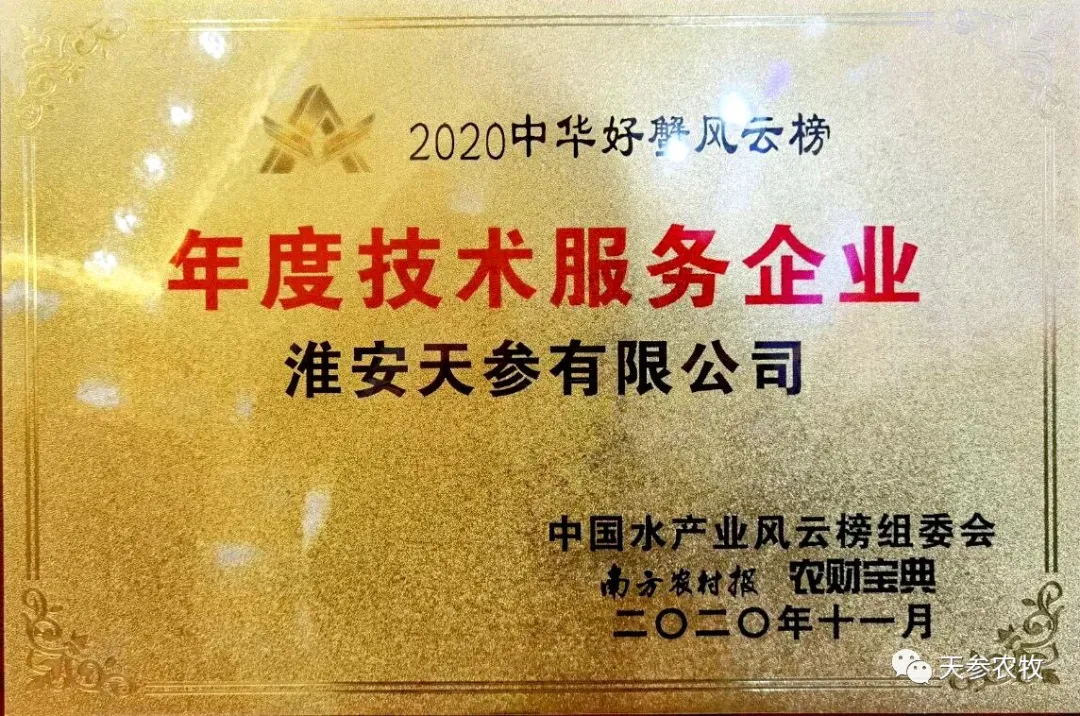 2020中华好蟹风云榜
年度技术服务企业
淮安天参有限公司
中国水产业风云榜组委会
南方农村报 农财宝典
二〇二〇年十一月
天参农牧